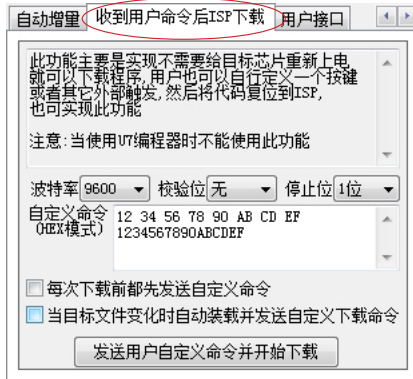 自动增量 收到用户命令后ISP下载 用户接口
此功能主要是实现不需要给目标芯片重新上电
就可以下载程序,用户也可以自行定义一个按键
或者其它外部触发,然后将代码复位到ISP,
也可实现此功能
注意:当使用U7编程器时不能使用此功能
波特率 9600 校验位 无 停止位 1位
自定义命令 12 34 56 78 90 AB CD EF
(HEX模式) 1234567890ABCDEF
每次下载前都先发送自定义命令
当目标文件变化时自动装载并发送自定义下载命令
发送用户自定义命令并开始下载